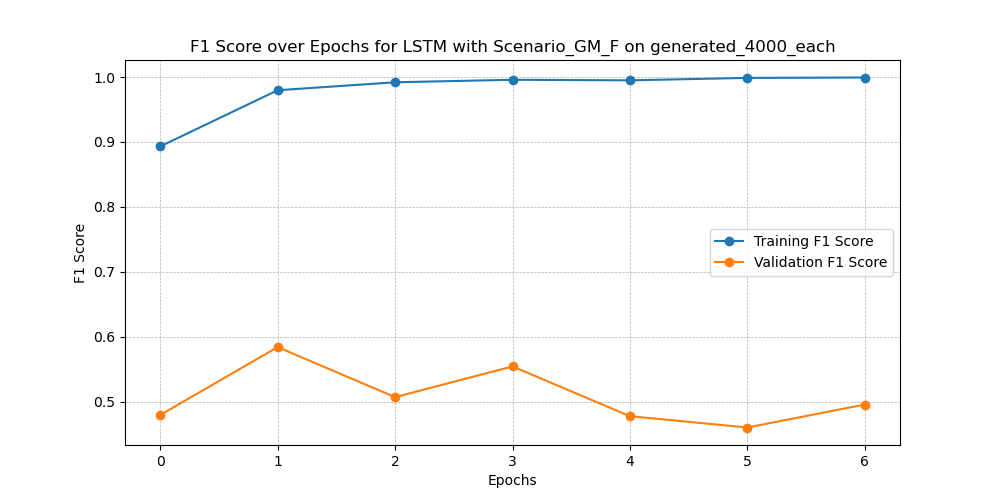 F1 Score over Epochs for LSTM with Scenario_GM_F on generated_4000_each
1.0
0.9
0.8
0.7
0.6
0.5
F1 Score
Training F1 Score
Validation F1 Score
0 1 2 3 4 5 6
Epochs